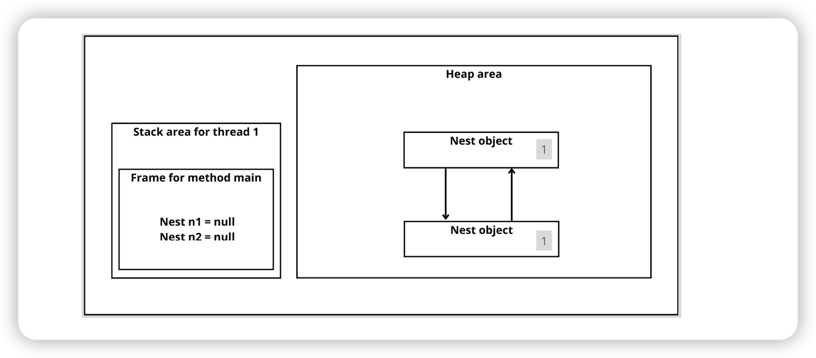 Heap area
Stack area for thread 1
Frame for method main
Nest n1 = null
Nest n2 = null
Nest object
1
Nest object
1